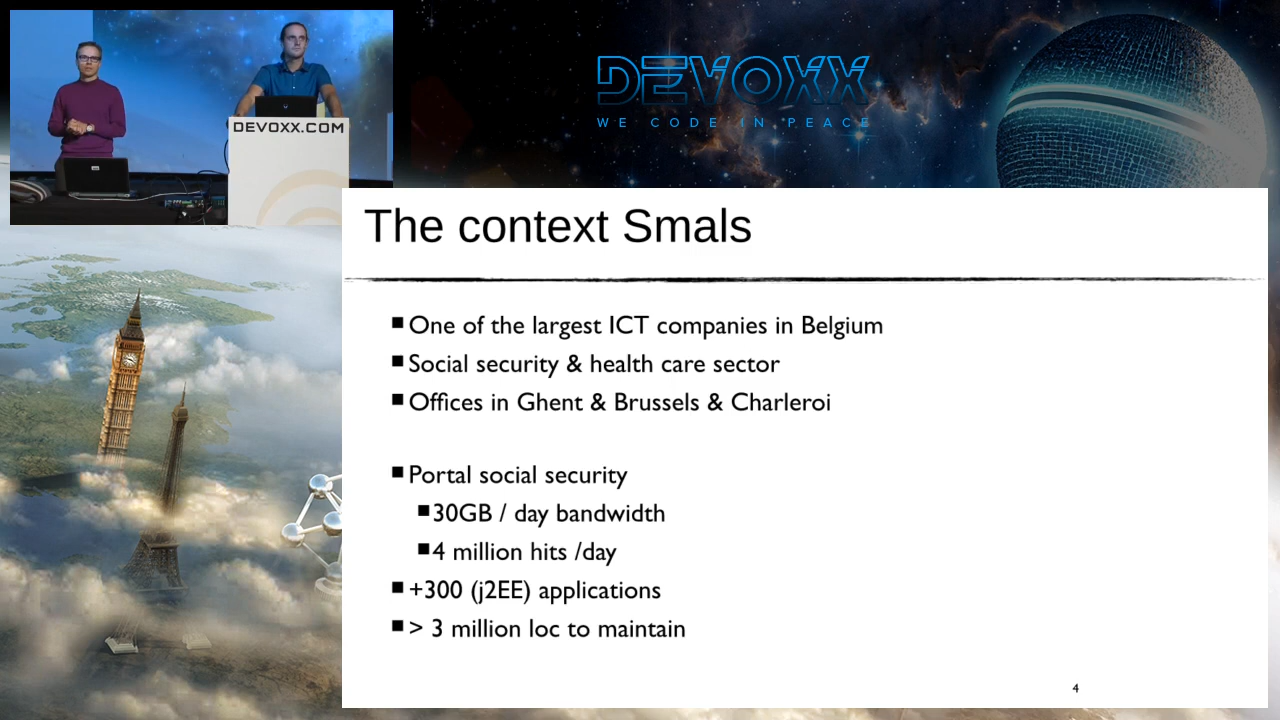 DEVOXX
WE CODE IN PEACE
DEVOXX.COM
The context Smals
One of the largest ICT companies in Belgium
Social security & health care sector
Offices in Ghent & Brussels & Charleroi
Portal social security
30GB / day bandwidth
4 million hits /day
+300 (j2EE) applications
> 3 million loc to maintain
4